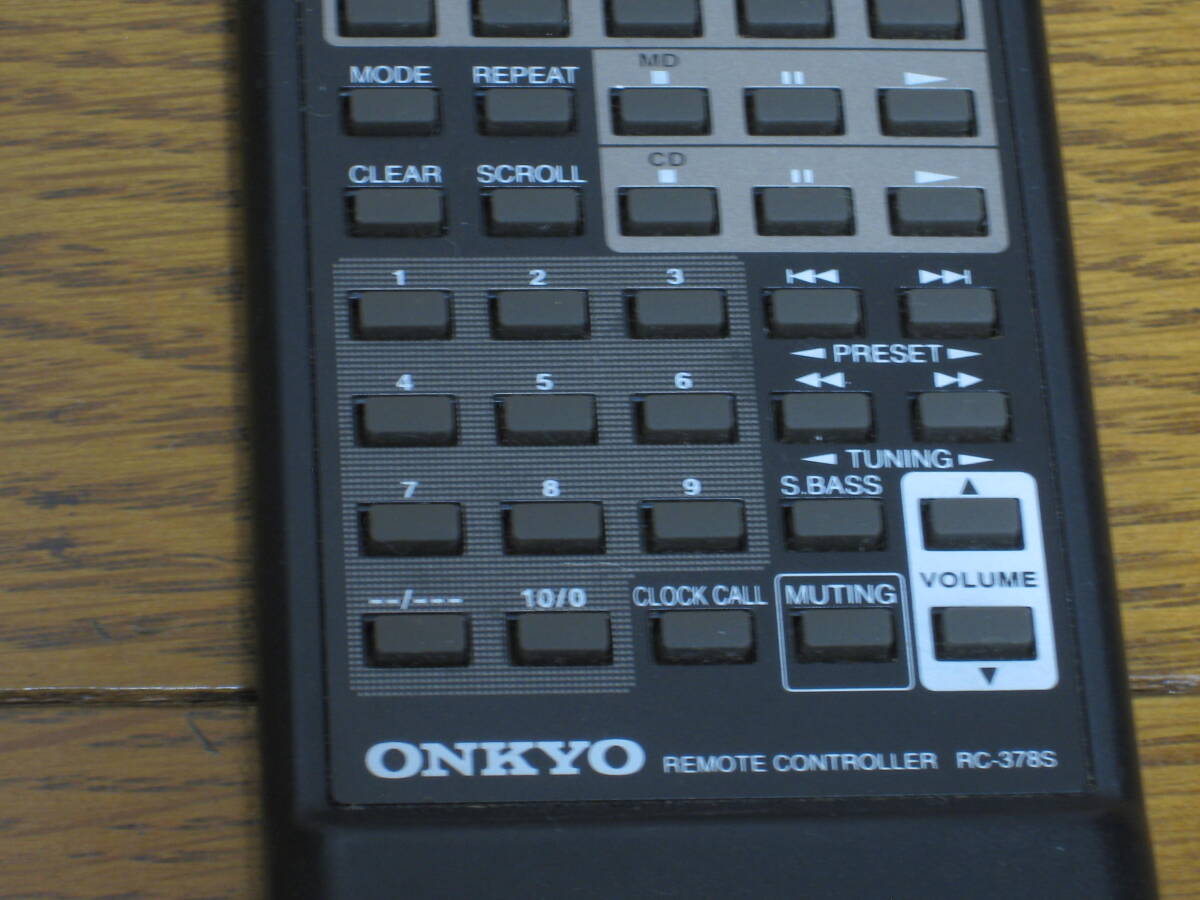 MODE REPEAT MD
CLEAR SCROLL CD
1 2 3
PRESET
4 5 6
TUNING
7 8 9 S.BASS
VOLUME
--/--- 10/0 CLOCK CALL MUTING
ONKYO REMOTE CONTROLLER RC-378S